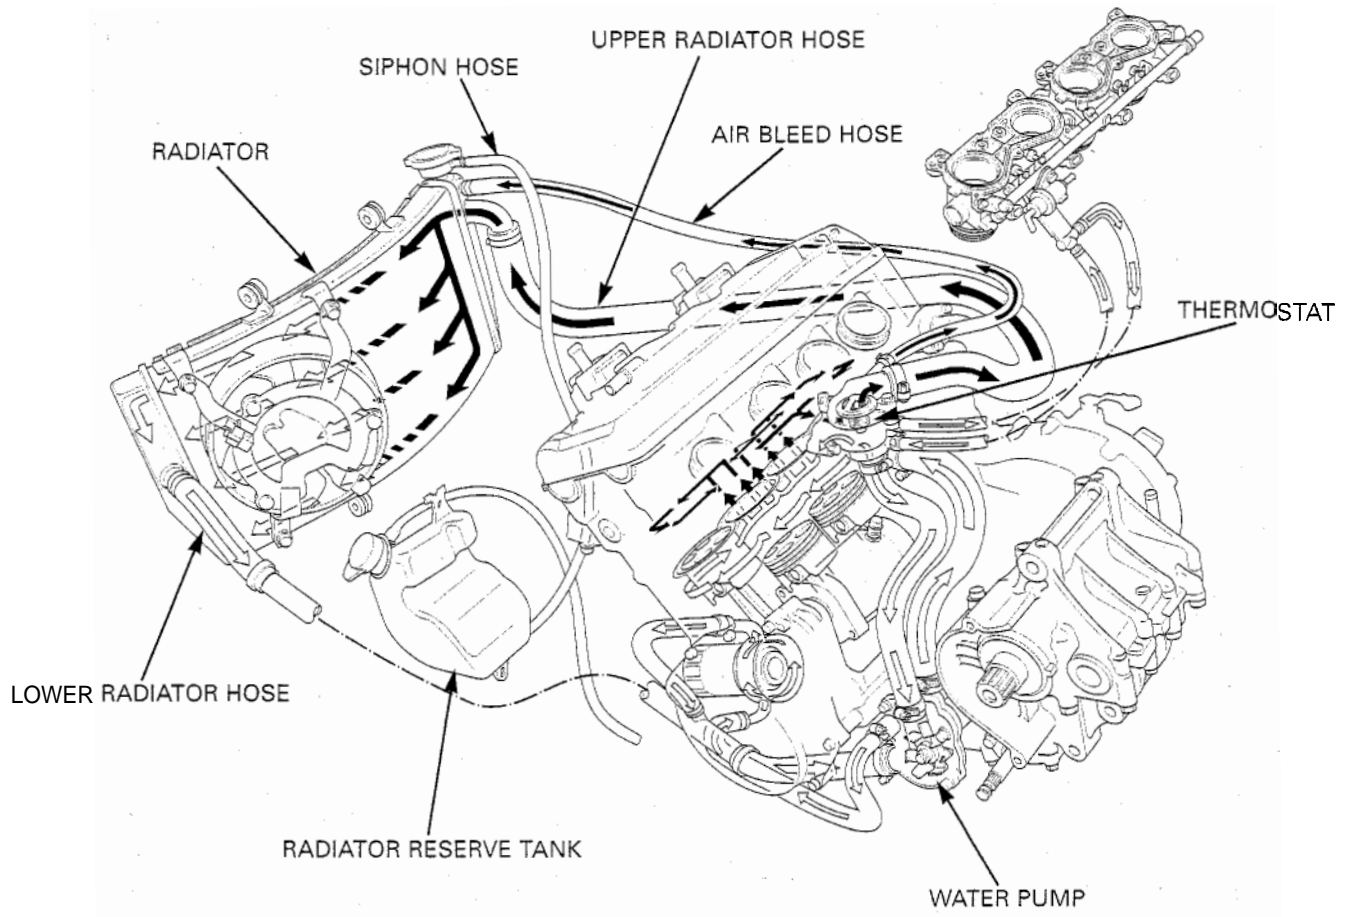 UPPER RADIATOR HOSE
SIPHON HOSE
AIR BLEED HOSE
RADIATOR
THERMOSTAT
LOWER RADIATOR HOSE
RADIATOR RESERVE TANK
WATER PUMP